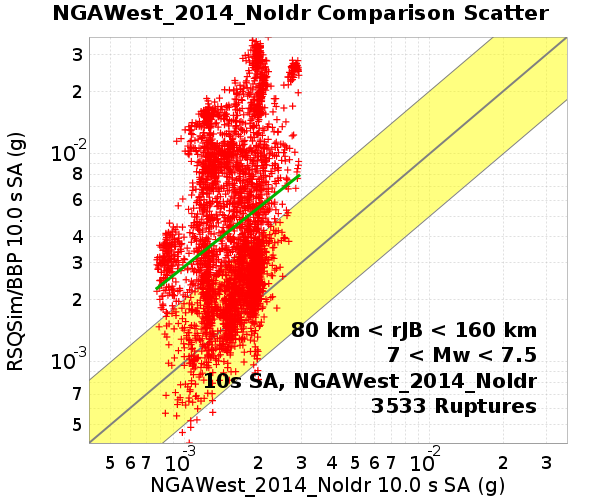 NGAWest_2014_NoIdr Comparison Scatter
RSQSim/BBP 10.0 s SA (g)
3
2
10-2
8
6
4
3
2
10-3
7
5
80 km < rJB < 160 km
7 < Mw < 7.5
10s SA, NGAWest_2014_NoIdr
3533 Ruptures
5 6 7 10-3 2 3 4 5 6 7 10-2 2 3
NGAWest_2014_NoIdr 10.0 s SA (g)